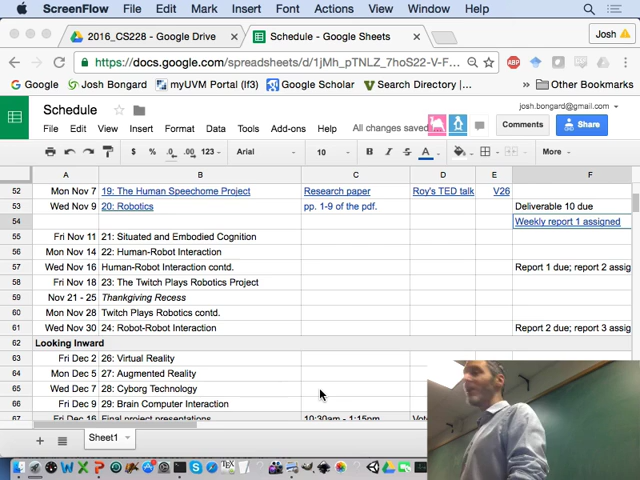 ScreenFlow File Edit Mark Insert Font Actions View Window Help
2016_CS228 - Google Drive × Schedule - Google Sheets × Josh
https://docs.google.com/spreadsheets/d/1jMh_pTNLZ_7hoS22-V-F...
Google Josh Bongard myUVM Portal (lf3) Google Scholar Search Directory ... Other Bookmarks
josh.bongard@gmail.com
Schedule
File Edit View Insert Format Data Tools Add-ons Help All changes saved Comments Share
$ % .0 .00 123 Arial 10 B I S A More
A B C D E F
52 Mon Nov 7 19: The Human Speechome Project Research paper Roy's TED talk V26
53 Wed Nov 9 20: Robotics pp. 1-9 of the pdf. Deliverable 10 due
54 Weekly report 1 assigned
55 Fri Nov 11 21: Situated and Embodied Cognition
56 Mon Nov 14 22: Human-Robot Interaction
57 Wed Nov 16 Human-Robot Interaction contd. Report 1 due; report 2 assig
58 Fri Nov 18 23: The Twitch Plays Robotics Project
59 Nov 21 - 25 Thankgiving Recess
60 Mon Nov 28 Twitch Plays Robotics contd.
61 Wed Nov 30 24: Robot-Robot Interaction Report 2 due; report 3 assig
62 Looking Inward
63 Fri Dec 2 26: Virtual Reality
64 Mon Dec 5 27: Augmented Reality
65 Wed Dec 7 28: Cyborg Technology
66 Fri Dec 9 29: Brain Computer Interaction
67 Fri Dec 16 Final project presentations 10:30am - 1:15pm
Sheet1